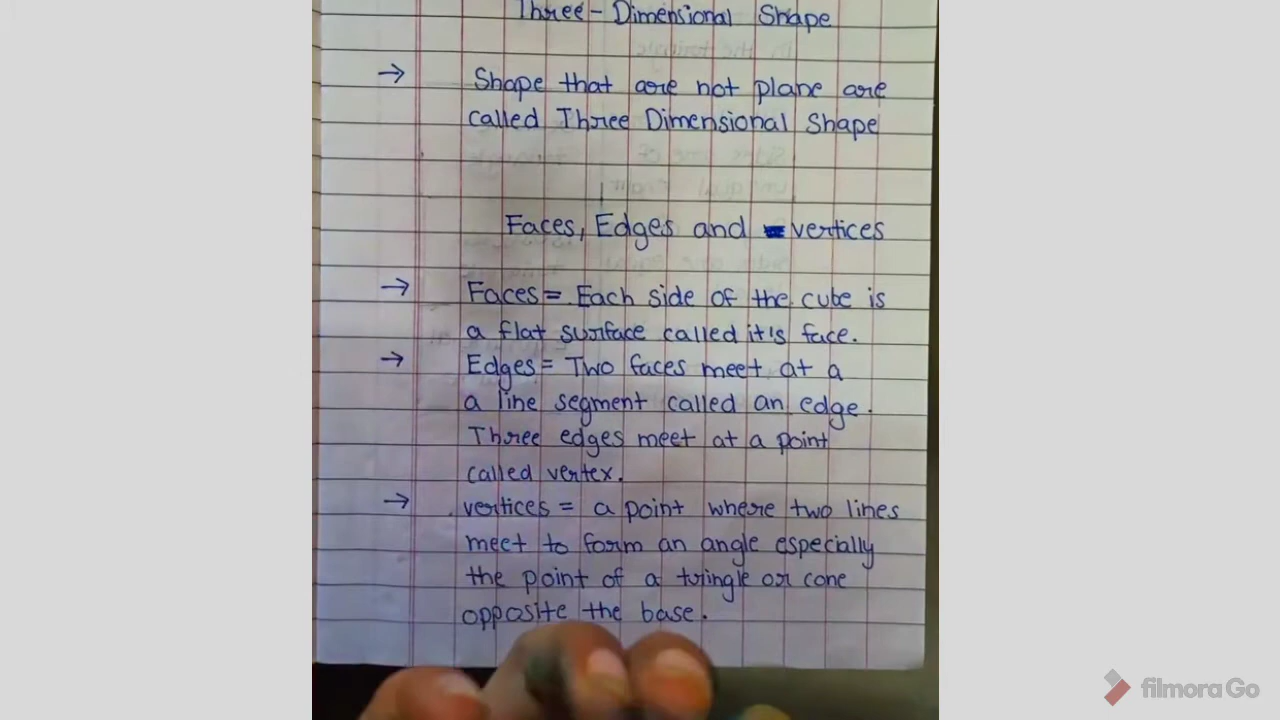 Three - Dimensional Shape
→ Shape that are not plane are
called Three Dimensional Shape
Faces, Edges and vertices
→ Faces = Each side of the cube is
a flat surface called it's face.
→ Edges = Two faces meet at a
a line segment called an edge.
Three edges meet at a point
called vertex.
→ vertices = a point where two lines
meet to form an angle especially
the point of a tringle or cone
opposite the base.
filmora Go